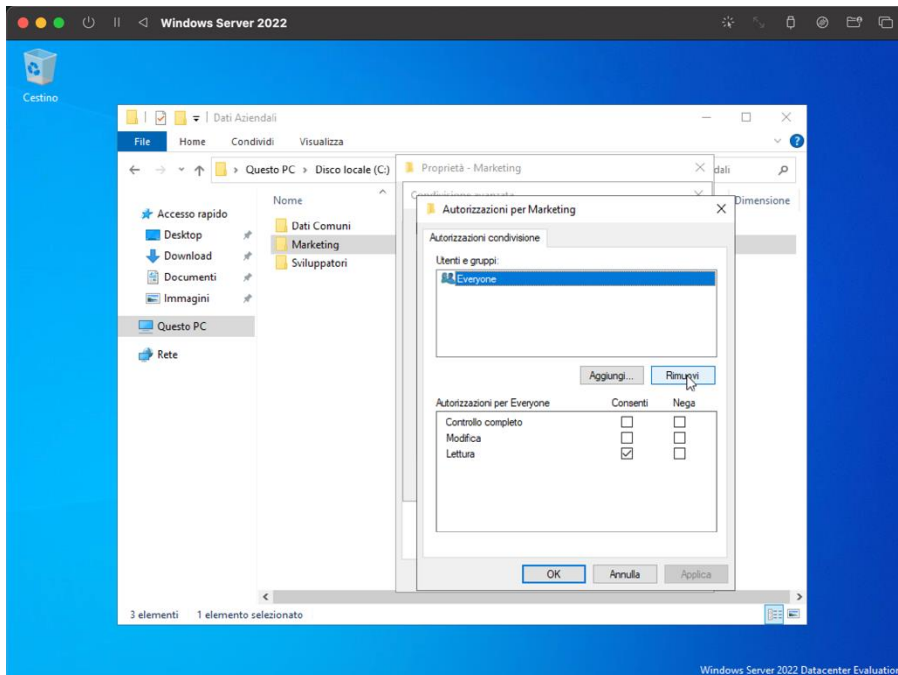 Windows Server 2022
Cestino
Dati Aziendali
File Home Condividi Visualizza
Questo PC > Disco locale (C:)
dali
Proprietà - Marketing
Nome
Dimensione
Accesso rapido
Desktop
Download
Documenti
Immagini
Questo PC
Rete
Dati Comuni
Marketing
Sviluppatori
Autorizzazioni per Marketing
Autorizzazioni condivisione
Utenti e gruppi:
Everyone
Aggiungi... Rimuovi
Autorizzazioni per Everyone Consenti Nega
Controllo completo
Modifica
Lettura
OK Annulla Applica
3 elementi 1 elemento selezionato
Windows Server 2022 Datacenter Evaluation